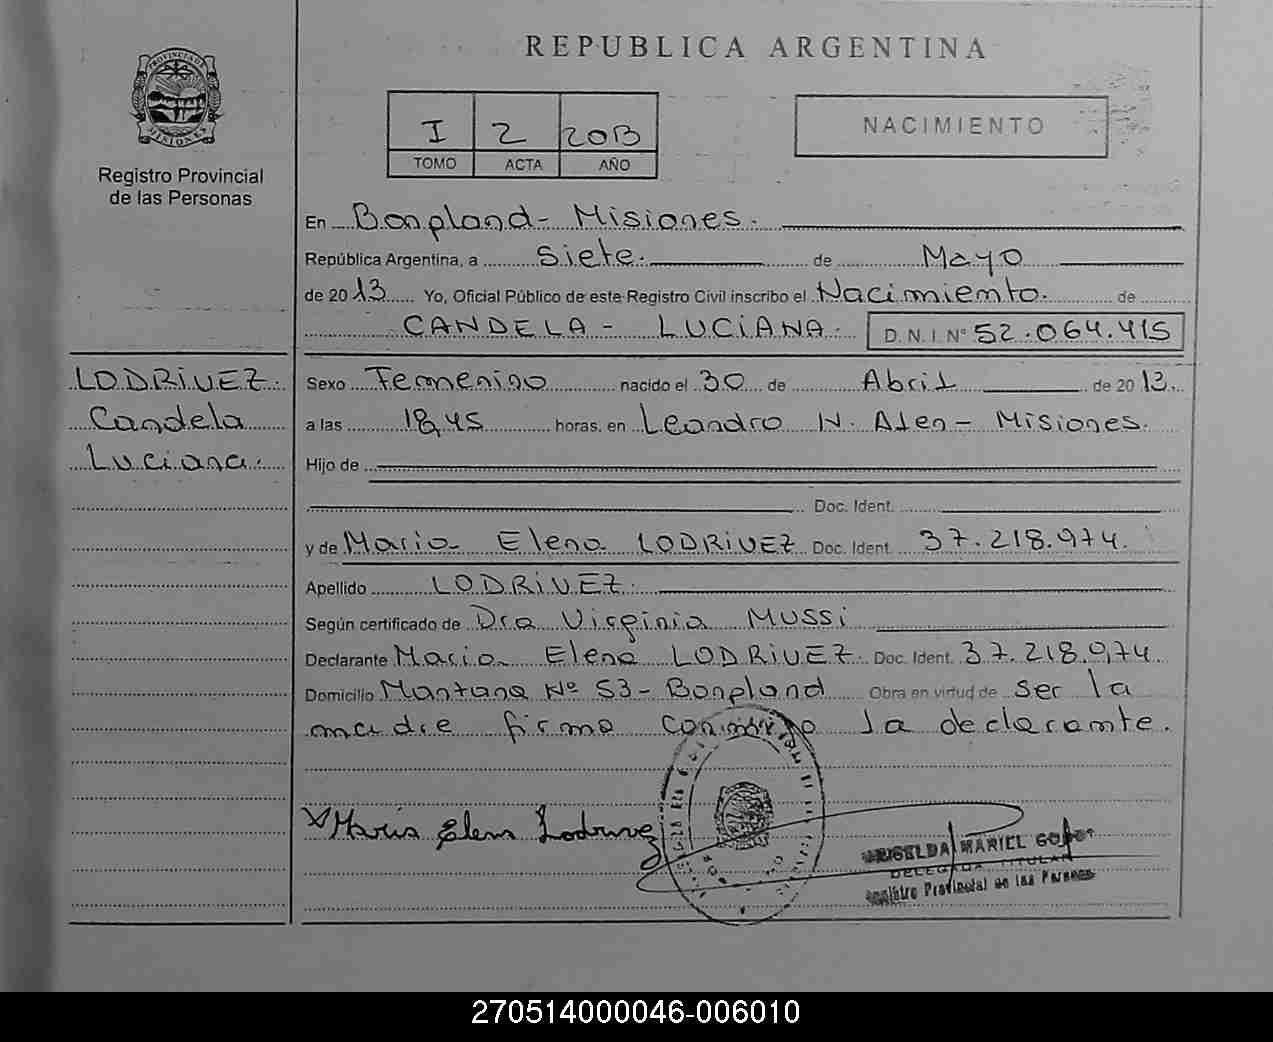 REPUBLICA ARGENTINA
PROVINCIA DE MISIONES
Registro Provincial
de las Personas
I 2 2013
TOMO ACTA AÑO
NACIMIENTO
En Bonpland - Misiones.
República Argentina, a Siete. de Mayo
de 2013 Yo, Oficial Público de este Registro Civil inscribo el Nacimiento. de
CANDELA - LUCIANA. D. N. I. Nº 52.064.415
LODRIVEZ.
Candela
Luciana.
Sexo Femenino nacido el 30 de Abril de 2013.
a las 18,45 horas. en Leandro N. Alen - Misiones.
Hijo de
Doc. Ident.
y de Maria Elena LODRIVEZ Doc. Ident. 37.218.974.
Apellido LODRIVEZ.
Según certificado de Dra Virginia MUSSi
Declarante Maria Elena LODRIVEZ. Doc. Ident. 37.218.974.
Domicilio Mantana Nº 53 - Bonpland Obra en virtud de ser la
madre firma conmigo la declarante.
Maria Elena Lodrivez
GRISELDA MARIEL
DELEGADA TITULAR
Registro Provincial de las Personas
270514000046-006010